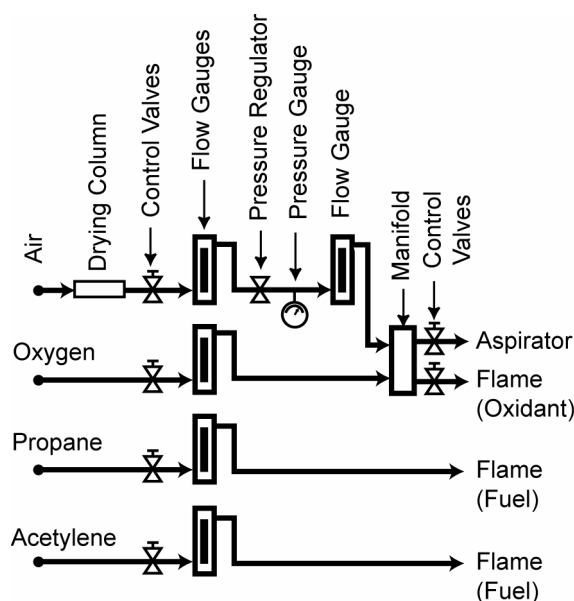 Drying Column
Control Valves
Flow Gauges
Pressure Regulator
Pressure Gauge
Flow Gauge
Manifold
Control
Valves
Air
Oxygen
Aspirator
Flame
(Oxidant)
Propane
Flame
(Fuel)
Acetylene
Flame
(Fuel)